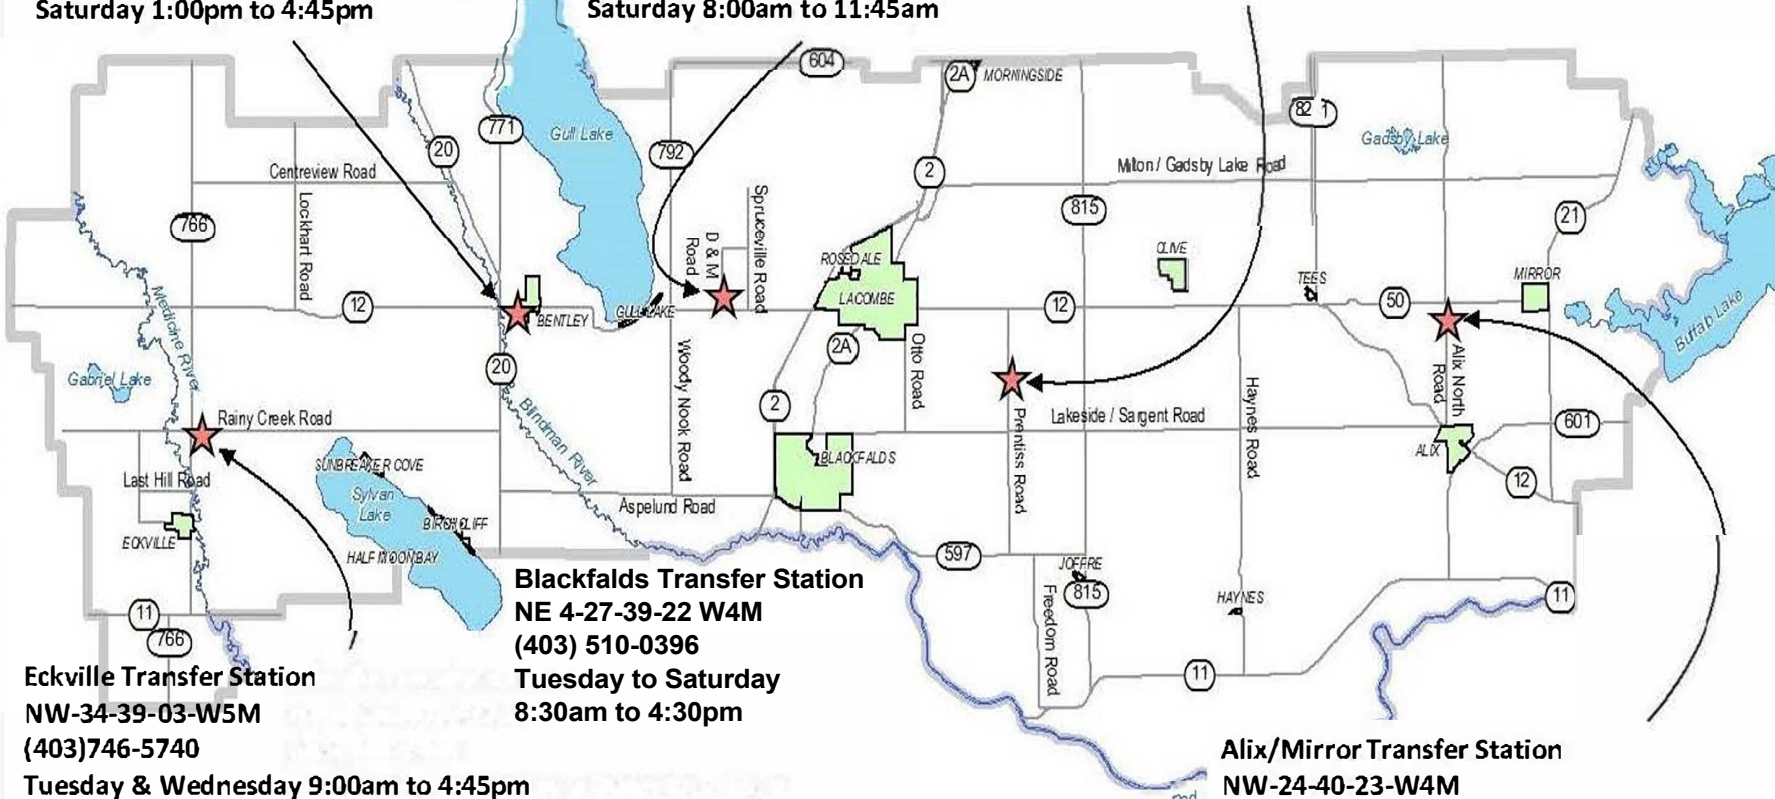 Saturday 1:00pm to 4:45pm
Saturday 8:00am to 11:45am
604
2A
MORNINGSIDE
82 1
771
Gull Lake
20
792
Gadsby Lake
Centreview Road
2
Milton / Gadsby Lake Road
766
Lockhart Road
D & M
Road
Spruceville Road
815
21
ROSEDALE
OLIVE
TEES
MIRROR
Medicine River
12
BENTLEY
GULL LAKE
LACOMBE
12
50
Buffalo Lake
Gabriel Lake
20
Woody Nook Road
2A
Otto Road
Alix North
Road
2
Rainy Creek Road
Blindman River
Prentiss Road
Lakeside / Sargent Road
Haynes Road
601
SUNBREAKER COVE
BLACKFALDS
ALIX
Last Hill Road
Sylvan
Lake
Aspelund Road
12
BIRCHCLIFF
ECKVILLE
HALF MOON BAY
597
JOFFRE
815
Freedom Road
HAYNES
11
11
766
11
Blackfalds Transfer Station
NE 4-27-39-22 W4M
(403) 510-0396
Tuesday to Saturday
8:30am to 4:30pm
Eckville Transfer Station
NW-34-39-03-W5M
(403)746-5740
Tuesday & Wednesday 9:00am to 4:45pm
Alix/Mirror Transfer Station
NW-24-40-23-W4M